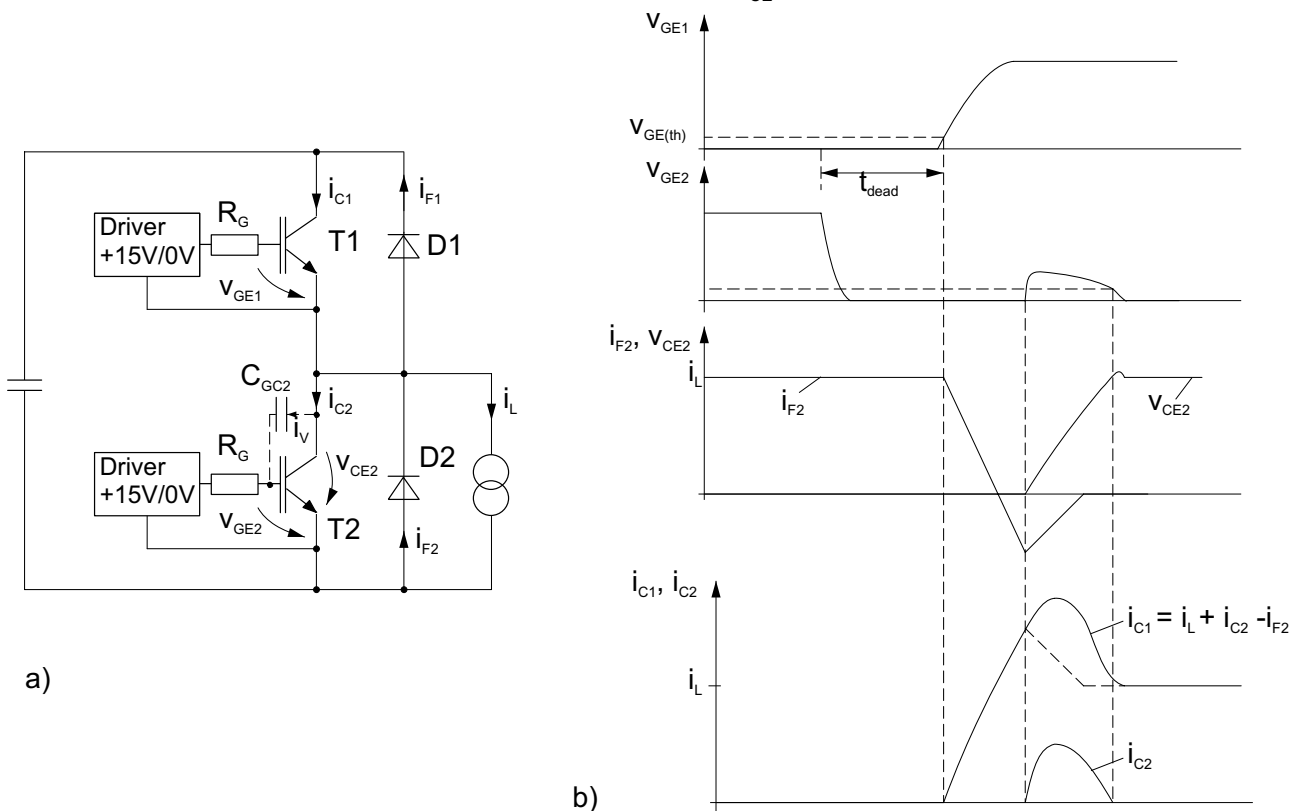 i_C1
i_F1
R_G
Driver
+15V/0V
T1
D1
v_GE1
C_GC2
i_C2
i_L
i_V
R_G
v_CE2
D2
Driver
+15V/0V
T2
v_GE2
i_F2
a)
v_GE1
v_GE(th)
v_GE2
t_dead
i_F2, v_CE2
i_L
i_F2
v_CE2
i_C1, i_C2
i_C1 = i_L + i_C2 -i_F2
i_L
i_C2
b)